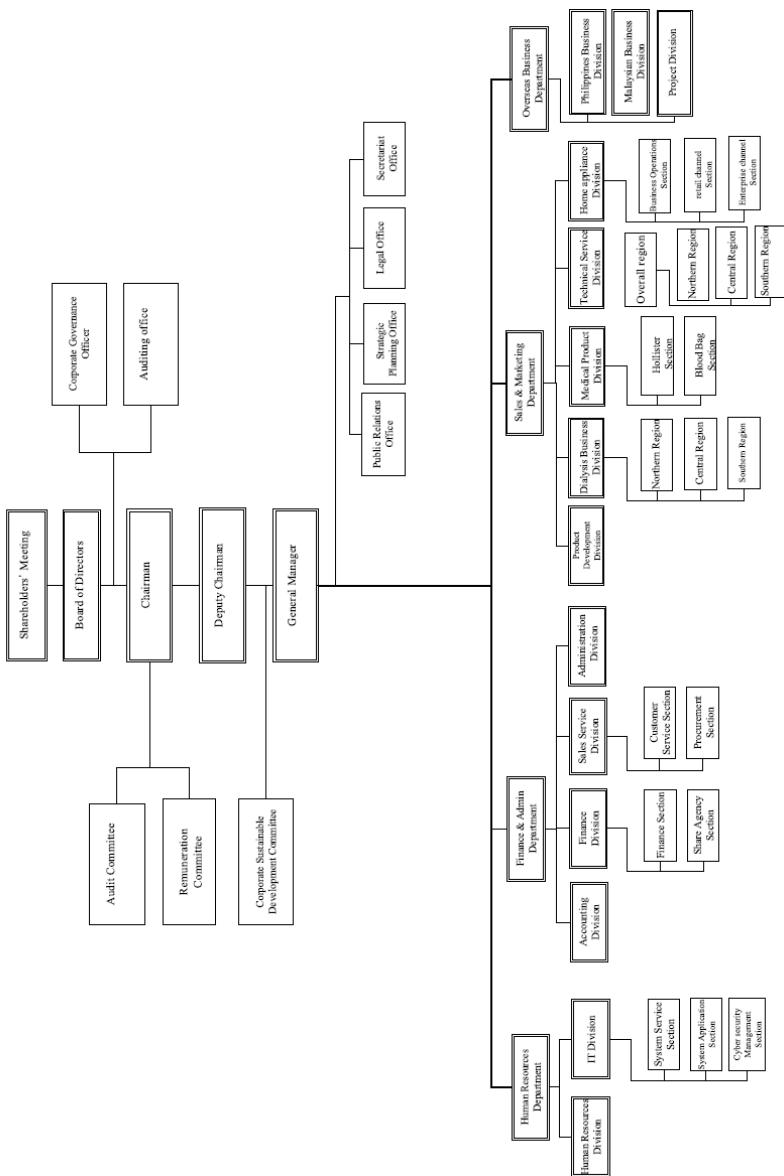 Shareholders' Meeting
Board of Directors
Corporate Governance
Officer
Auditing office
Chairman
Audit Committee
Remuneration
Committee
Deputy Chairman
Corporate Sustainable
Development Committee
General Manager
Public Relations
Office
Strategic
Planning Office
Legal Office
Secretariat
Office
Human Resources
Department
Human Resources
Division
IT Division
System Service
Section
System Application
Section
Cyber security
Management
Section
Finance & Admin
Department
Accounting
Division
Finance
Division
Finance Section
Share Agency
Section
Sales Service
Division
Customer
Service Section
Procurement
Section
Administration
Division
Sales & Marketing
Department
Product
Development
Division
Dialysis Business
Division
Northern Region
Central Region
Southern Region
Medical Product
Division
Hollister
Section
Blood Bag
Section
Technical Service
Division
Overall region
Northern Region
Central Region
Southern Region
Home appliance
Division
Business Operations
Section
retail channel
Section
Enterprise channel
Section
Overseas Business
Department
Philippines Business
Division
Malaysian Business
Division
Project Division